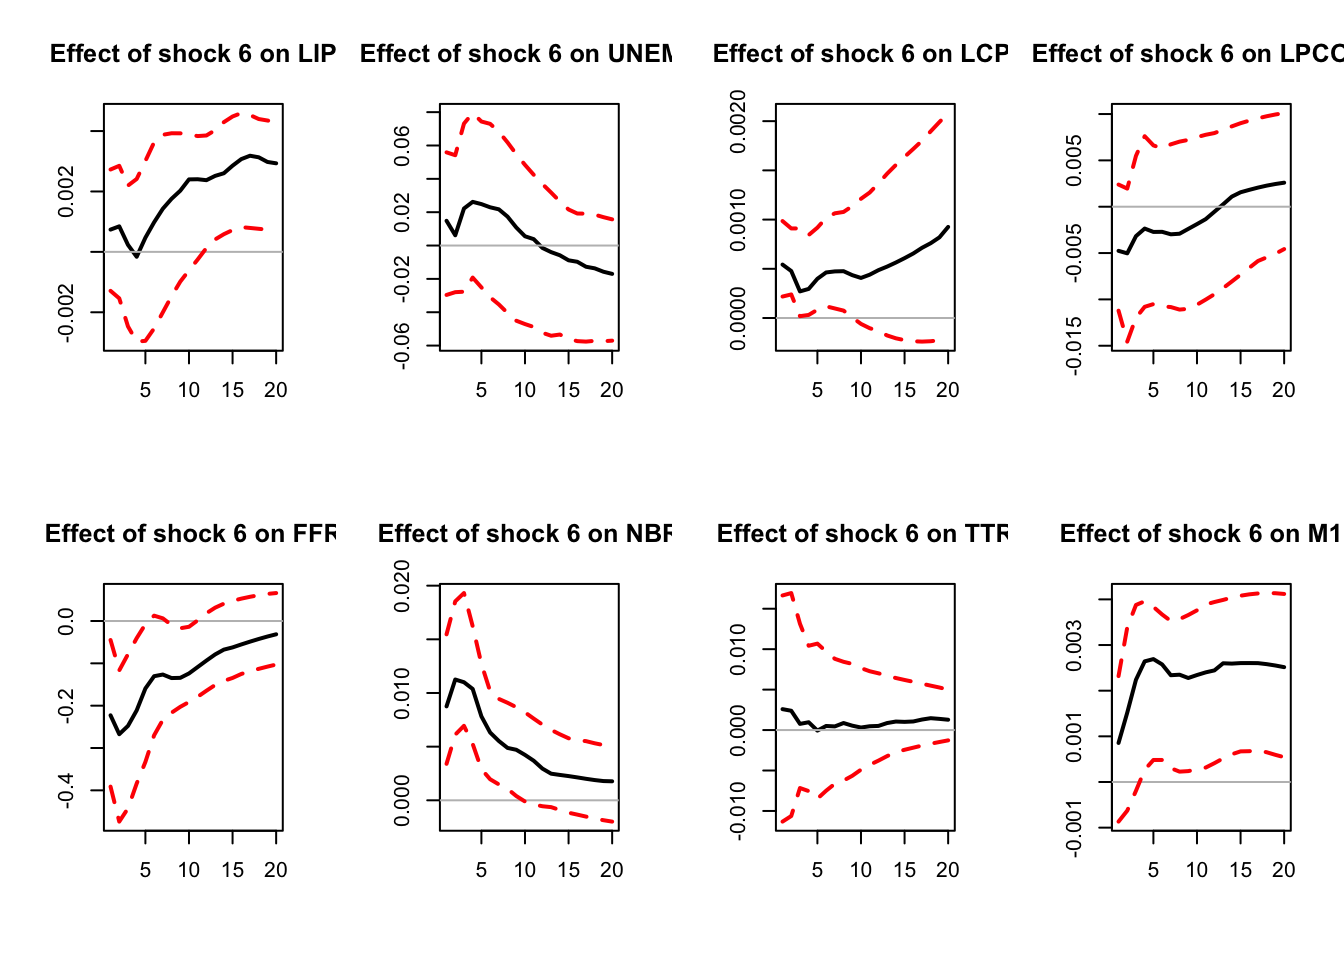 Effect of shock 6 on LIP
Effect of shock 6 on UNEM
Effect of shock 6 on LCP
Effect of shock 6 on LPCO
0.002
-0.002
5 10 15 20
0.06
0.02
-0.02
-0.06
5 10 15 20
0.0020
0.0010
0.0000
5 10 15 20
0.005
-0.005
-0.015
5 10 15 20
Effect of shock 6 on FFR
Effect of shock 6 on NBR
Effect of shock 6 on TTR
Effect of shock 6 on M1
0.0
-0.2
-0.4
5 10 15 20
0.020
0.010
0.000
5 10 15 20
0.010
0.000
-0.010
5 10 15 20
0.003
0.001
-0.001
5 10 15 20